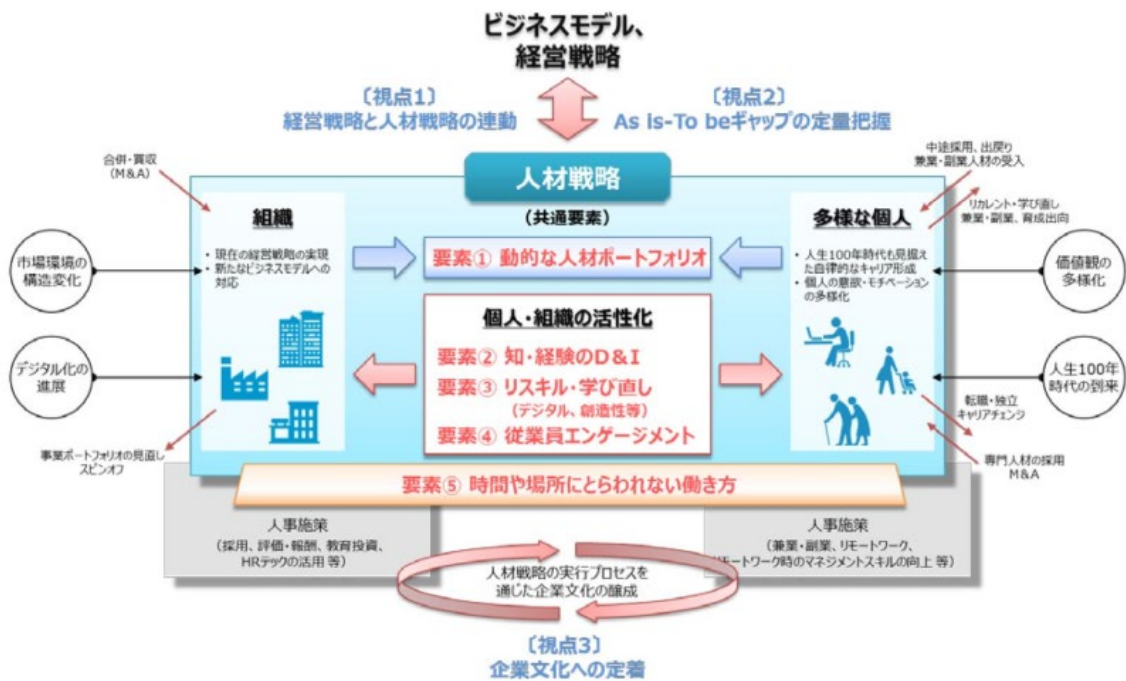 ビジネスモデル、
経営戦略
〔視点1〕
経営戦略と人材戦略の連動
〔視点2〕
As is-To beギャップの定量把握
合併・買収
(M&A)
中途採用、出戻り
兼業・副業人材の受入
リカレント・学び直し
兼業・副業、育成出向
人材戦略
(共通要素)
組織
・現在の経営戦略の実現
・新たなビジネスモデルへの
対応
要素① 動的な人材ポートフォリオ
多様な個人
・人生100年時代も見据え
た自律的なキャリア形成
・個人の意欲・モチベーション
の多様化
市場環境の
構造変化
デジタル化の
進展
価値観の
多様化
人生100年
時代の到来
個人・組織の活性化
要素② 知・経験のD&I
要素③ リスキル・学び直し
(デジタル、創造性等)
要素④ 従業員エンゲージメント
転職・独立
キャリアチェンジ
事業ポートフォリオの見直し
スピンオフ
専門人材の採用
M&A
要素⑤ 時間や場所にとらわれない働き方
人事施策
(採用、評価・報酬、教育投資、
HRテックの活用 等)
人事施策
(兼業・副業、リモートワーク、
リモートワーク時のマネジメントスキルの向上 等)
人材戦略の実行プロセスを
通じた企業文化の醸成
〔視点3〕
企業文化への定着